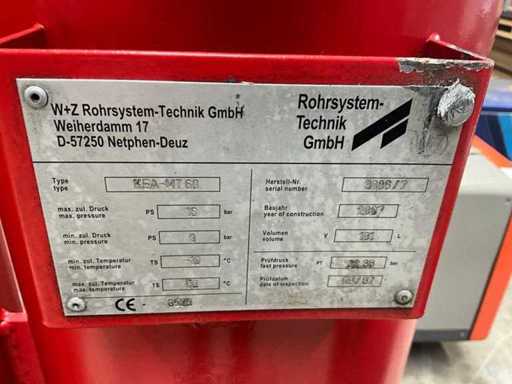 W+Z Rohrsystem-Technik GmbH
Weiherdamm 17
D-57250 Netphen-Deuz
Rohrsystem-
Technik
GmbH
Type
type
KEA-MT60
max. zul. Druck
max. pressure
PS
bar
min. zul. Druck
min. pressure
PS
bar
min. zul. Temperatur
min. temperature
TS
°C
max. zul. Temperatur
max. temperature
TS
°C
CE -
Herstell-Nr.
serial number
Baujahr
year of construction
Volumen
volume
V
L
Prüfdruck
test pressure
PT
bar
Prüfdatum
date of inspection